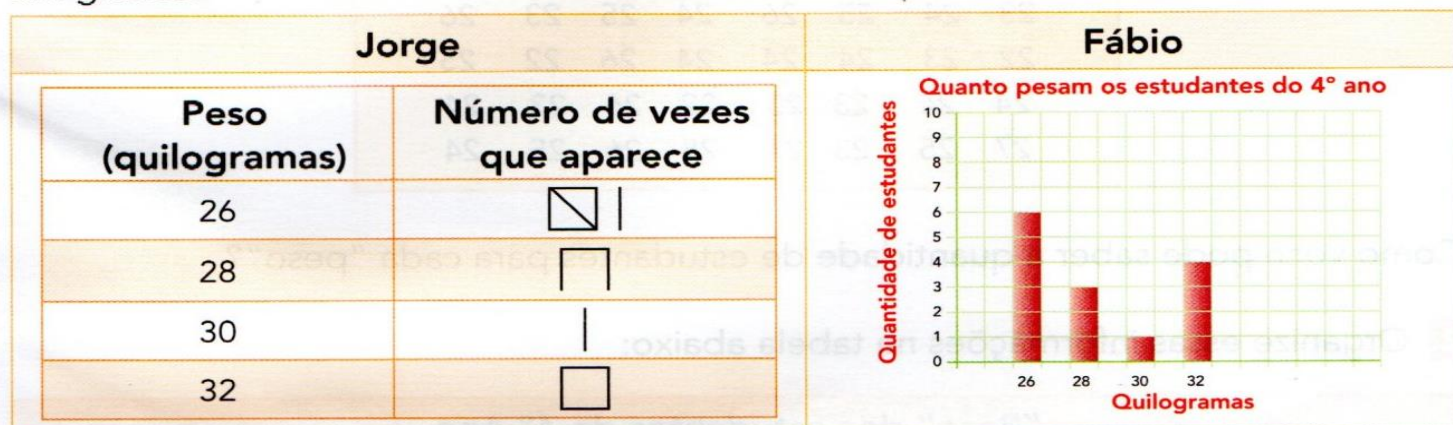 Jorge
Fábio
Peso
(quilogramas)
Número de vezes
que aparece
26
28
30
32
Quanto pesam os estudantes do 4º ano
Quantidade de estudantes
10
9
8
7
6
5
4
3
2
1
0
26 28 30 32
Quilogramas